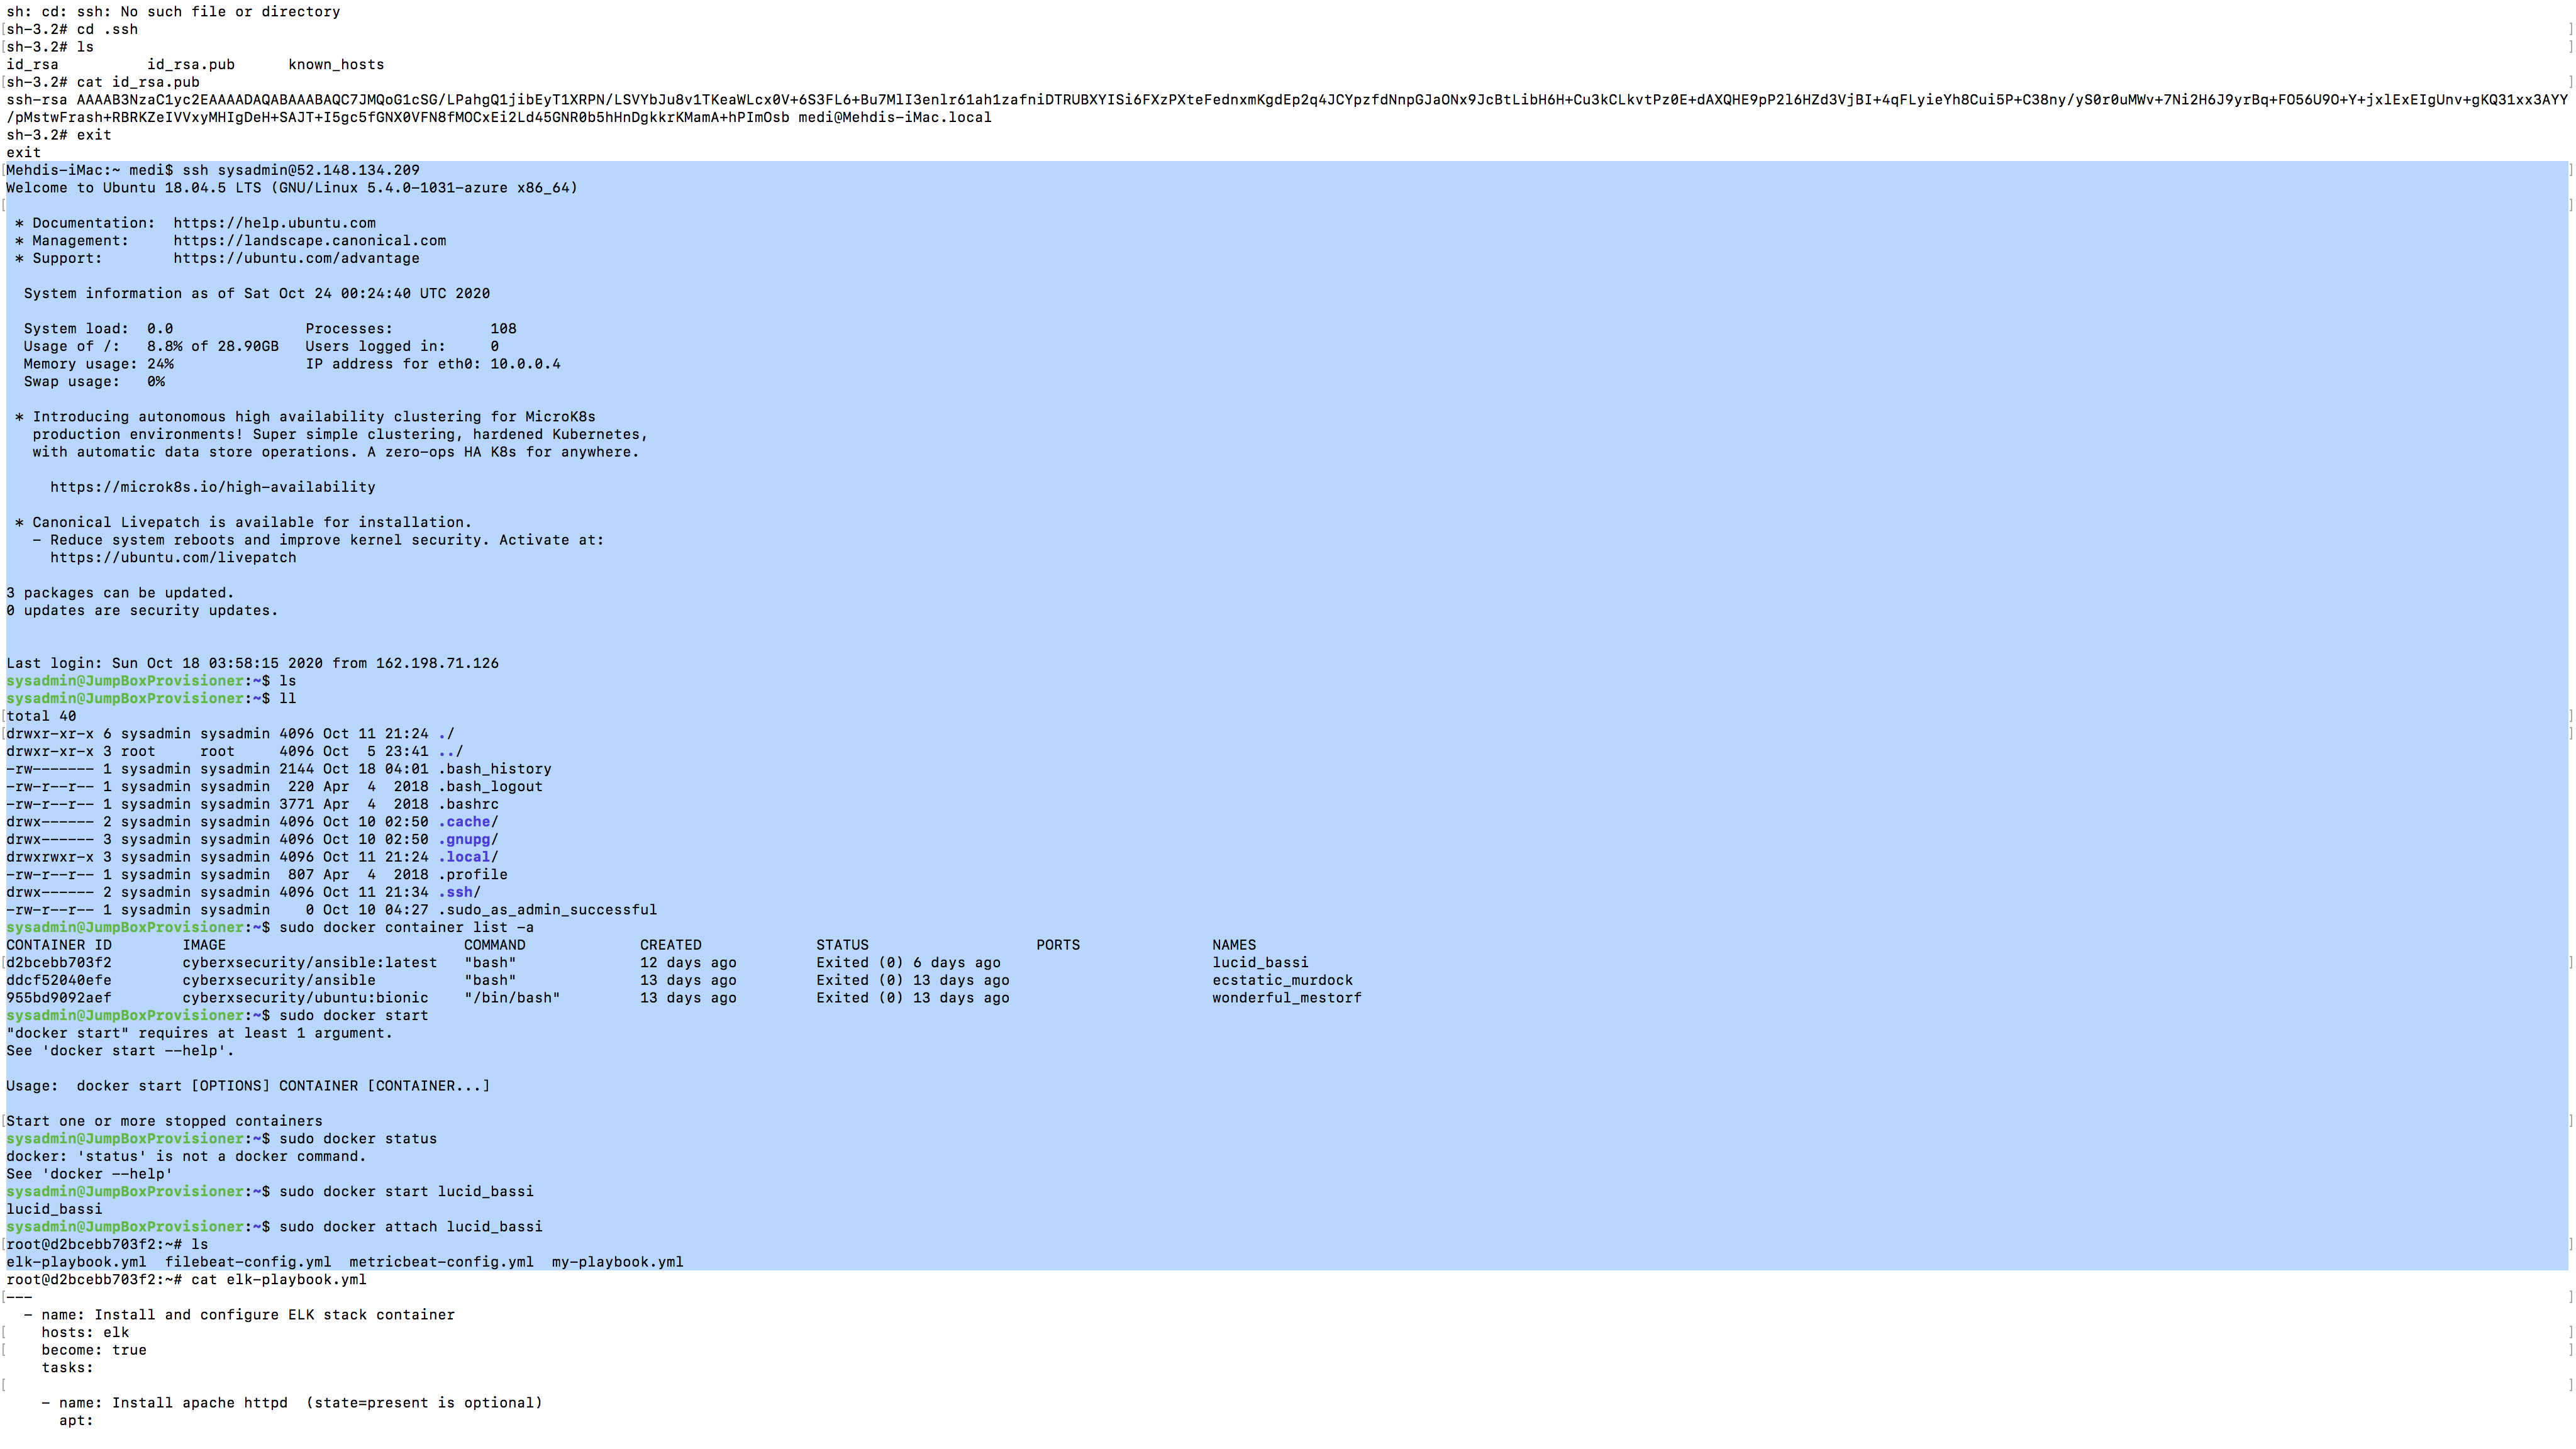 sh: cd: ssh: No such file or directory
sh-3.2# cd .ssh
sh-3.2# ls
id_rsa          id_rsa.pub      known_hosts
sh-3.2# cat id_rsa.pub
ssh-rsa AAAAB3NzaC1yc2EAAAADAQABAAABAQC7JMQoG1cSG/LPahgQ1jibEyT1XRPN/LSVYbJu8v1TKeaWLcx0V+6S3FL6+Bu7MlI3enlr61ah1zafniDTRUBXYISi6FXzPXteFednxmKgdEp2q4JCYpzfdNnpGJaONx9JcBtLibH6H+Cu3kCLkvtPz0E+dAXQHE9pP2l6HZd3VjBI+4qFLyieYh8Cui5P+C38ny/yS0r0uMWv+7Ni2H6J9yrBq+FO56U9O+Y+jxlExEIgUnv+gKQ31xx3AYY
/pMstwFrash+RBRKZeIVVxyMHIgDeH+SAJT+I5gc5fGNX0VFN8fMOCxEi2Ld45GNR0b5hHnDgkkrKMamA+hPImOsb medi@Mehdis-iMac.local
sh-3.2# exit
exit
Mehdis-iMac:~ medi$ ssh sysadmin@52.148.134.209
Welcome to Ubuntu 18.04.5 LTS (GNU/Linux 5.4.0-1031-azure x86_64)
 * Documentation:  https://help.ubuntu.com
 * Management:     https://landscape.canonical.com
 * Support:        https://ubuntu.com/advantage
  System information as of Sat Oct 24 00:24:40 UTC 2020
  System load:  0.0               Processes:           108
  Usage of /:   8.8% of 28.90GB   Users logged in:     0
  Memory usage: 24%               IP address for eth0: 10.0.0.4
  Swap usage:   0%
 * Introducing autonomous high availability clustering for MicroK8s
   production environments! Super simple clustering, hardened Kubernetes,
   with automatic data store operations. A zero-ops HA K8s for anywhere.
     https://microk8s.io/high-availability
 * Canonical Livepatch is available for installation.
   - Reduce system reboots and improve kernel security. Activate at:
     https://ubuntu.com/livepatch
3 packages can be updated.
0 updates are security updates.
Last login: Sun Oct 18 03:58:15 2020 from 162.198.71.126
sysadmin@JumpBoxProvisioner:~$ ls
sysadmin@JumpBoxProvisioner:~$ ll
total 40
drwxr-xr-x 6 sysadmin sysadmin 4096 Oct 11 21:24 ./
drwxr-xr-x 3 root     root     4096 Oct  5 23:41 ../
-rw------- 1 sysadmin sysadmin 2144 Oct 18 04:01 .bash_history
-rw-r--r-- 1 sysadmin sysadmin  220 Apr  4  2018 .bash_logout
-rw-r--r-- 1 sysadmin sysadmin 3771 Apr  4  2018 .bashrc
drwx------ 2 sysadmin sysadmin 4096 Oct 10 02:50 .cache/
drwx------ 3 sysadmin sysadmin 4096 Oct 10 02:50 .gnupg/
drwxrwxr-x 3 sysadmin sysadmin 4096 Oct 11 21:24 .local/
-rw-r--r-- 1 sysadmin sysadmin  807 Apr  4  2018 .profile
drwx------ 2 sysadmin sysadmin 4096 Oct 11 21:34 .ssh/
-rw-r--r-- 1 sysadmin sysadmin    0 Oct 10 04:27 .sudo_as_admin_successful
sysadmin@JumpBoxProvisioner:~$ sudo docker container list -a
CONTAINER ID        IMAGE                           COMMAND             CREATED             STATUS                   PORTS               NAMES
d2bcebb703f2        cyberxsecurity/ansible:latest   "bash"              12 days ago         Exited (0) 6 days ago                        lucid_bassi
ddcf52040efe        cyberxsecurity/ansible          "bash"              13 days ago         Exited (0) 13 days ago                       ecstatic_murdock
955bd9092aef        cyberxsecurity/ubuntu:bionic    "/bin/bash"         13 days ago         Exited (0) 13 days ago                       wonderful_mestorf
sysadmin@JumpBoxProvisioner:~$ sudo docker start
"docker start" requires at least 1 argument.
See 'docker start --help'.
Usage:  docker start [OPTIONS] CONTAINER [CONTAINER...]
Start one or more stopped containers
sysadmin@JumpBoxProvisioner:~$ sudo docker status
docker: 'status' is not a docker command.
See 'docker --help'
sysadmin@JumpBoxProvisioner:~$ sudo docker start lucid_bassi
lucid_bassi
sysadmin@JumpBoxProvisioner:~$ sudo docker attach lucid_bassi
root@d2bcebb703f2:~# ls
elk-playbook.yml  filebeat-config.yml  metricbeat-config.yml  my-playbook.yml
root@d2bcebb703f2:~# cat elk-playbook.yml
---
  - name: Install and configure ELK stack container
    hosts: elk
    become: true
    tasks:
    - name: Install apache httpd  (state=present is optional)
      apt: